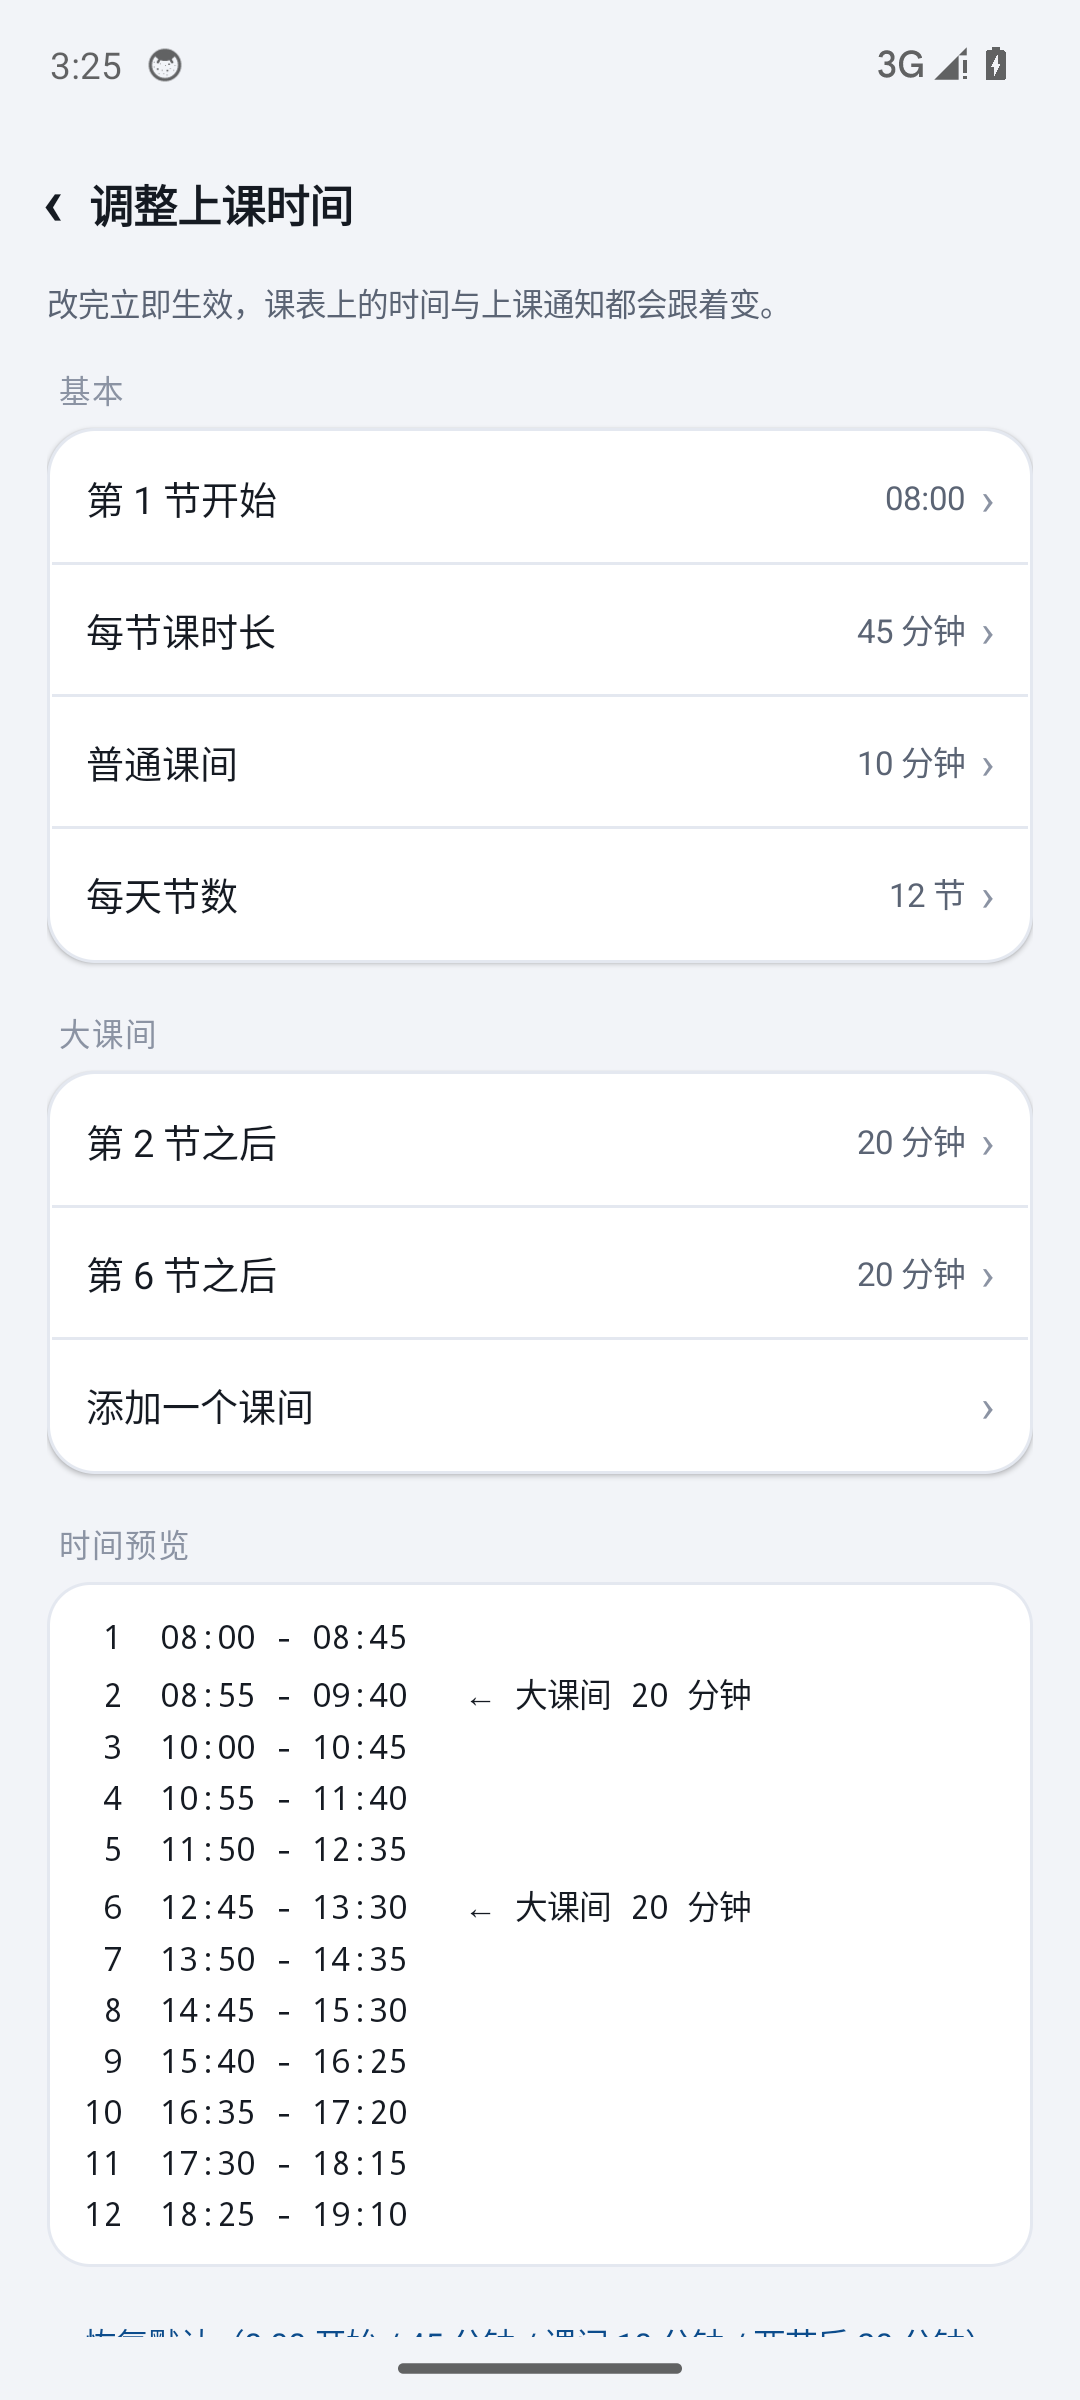 3:25
3G
调整上课时间
改完立即生效，课表上的时间与上课通知都会跟着变。
基本
第 1 节开始 08:00 ›
每节课时长 45 分钟 ›
普通课间 10 分钟 ›
每天节数 12 节 ›
大课间
第 2 节之后 20 分钟 ›
第 6 节之后 20 分钟 ›
添加一个课间 ›
时间预览
1 08:00 - 08:45
2 08:55 - 09:40 ← 大课间 20 分钟
3 10:00 - 10:45
4 10:55 - 11:40
5 11:50 - 12:35
6 12:45 - 13:30 ← 大课间 20 分钟
7 13:50 - 14:35
8 14:45 - 15:30
9 15:40 - 16:25
10 16:35 - 17:20
11 17:30 - 18:15
12 18:25 - 19:10